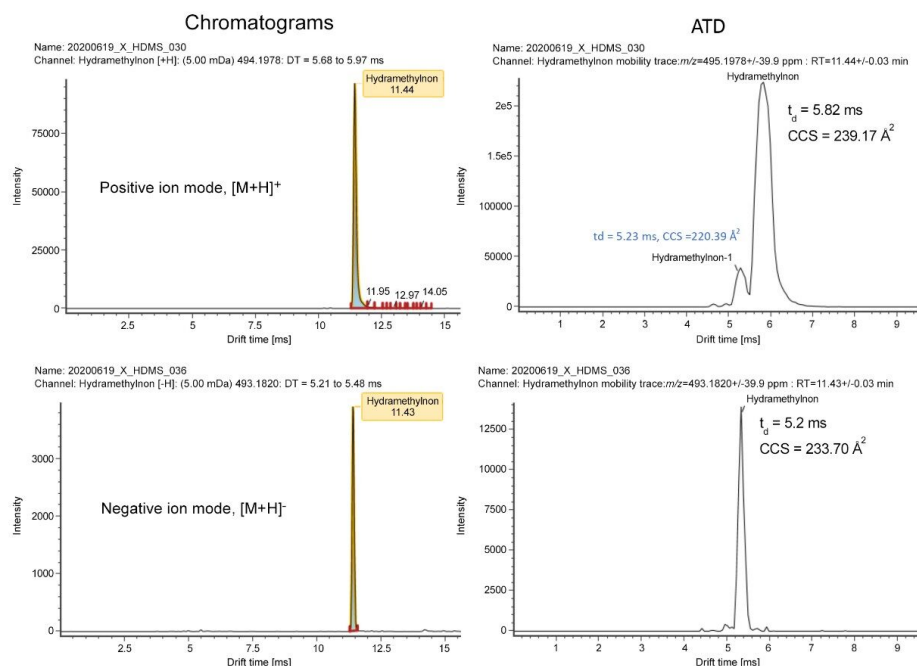 Chromatograms
ATD
Name: 20200619_X_HDMS_030
Channel: Hydramethylnon [+H]: (5.00 mDa) 494.1978: DT = 5.68 to 5.97 ms
Hydramethylnon
11.44
75000
50000
25000
0
Intensity
Positive ion mode, [M+H]+
11.95
12.97
14.05
2.5
5
7.5
10
12.5
15
Drift time [ms]
Name: 20200619_X_HDMS_030
Channel: Hydramethylnon mobility trace:m/z=495.1978+/-39.9 ppm : RT=11.44+/-0.03 min
Hydramethylnon
td = 5.82 ms
CCS = 239.17 Å2
td = 5.23 ms, CCS =220.39 Å2
Hydramethylnon-1
2e5
1.5e5
1e5
50000
0
Intensity
1
2
3
4
5
6
7
8
9
Drift time [ms]
Name: 20200619_X_HDMS_036
Channel: Hydramethylnon [-H]: (5.00 mDa) 493.1820: DT = 5.21 to 5.48 ms
Hydramethylnon
11.43
3000
2000
1000
0
Intensity
Negative ion mode, [M+H]-
2.5
5
7.5
10
12.5
15
Drift time [ms]
Name: 20200619_X_HDMS_036
Channel: Hydramethylnon mobility trace:m/z=493.1820+/-39.9 ppm : RT=11.43+/-0.03 min
Hydramethylnon
td = 5.2 ms
CCS = 233.70 Å2
12500
10000
7500
5000
2500
0
Intensity
1
2
3
4
5
6
7
8
9
Drift time [ms]